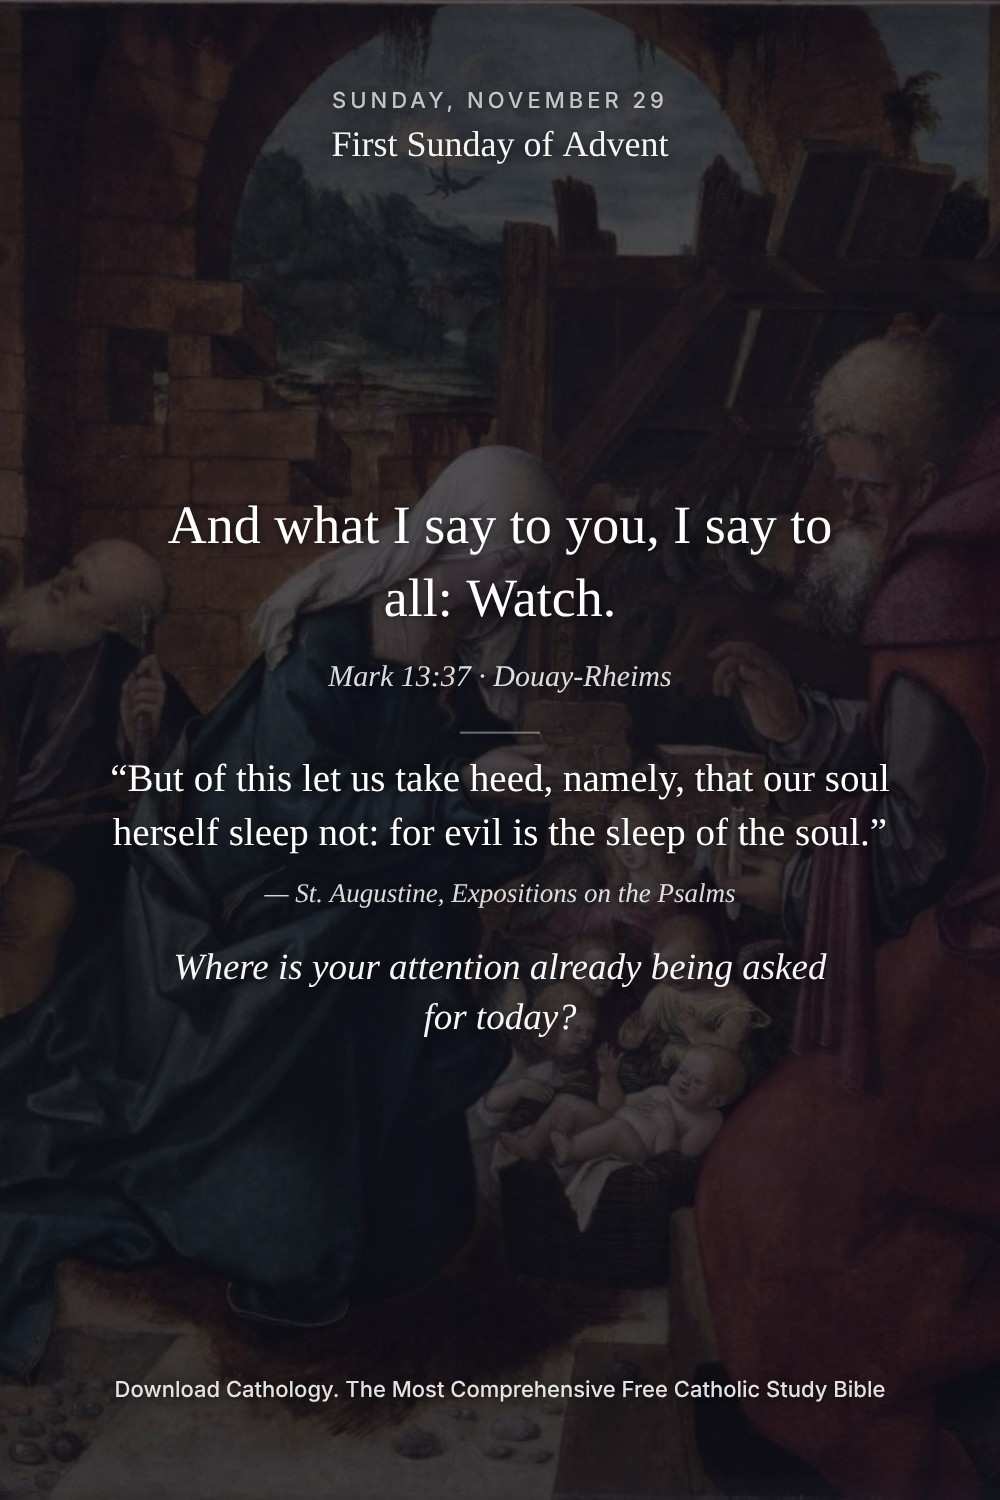 SUNDAY, NOVEMBER 29
First Sunday of Advent
And what I say to you, I say to
all: Watch.
Mark 13:37 · Douay-Rheims
“But of this let us take heed, namely, that our soul
herself sleep not: for evil is the sleep of the soul.”
— St. Augustine, Expositions on the Psalms
Where is your attention already being asked
for today?
Download Cathology. The Most Comprehensive Free Catholic Study Bible